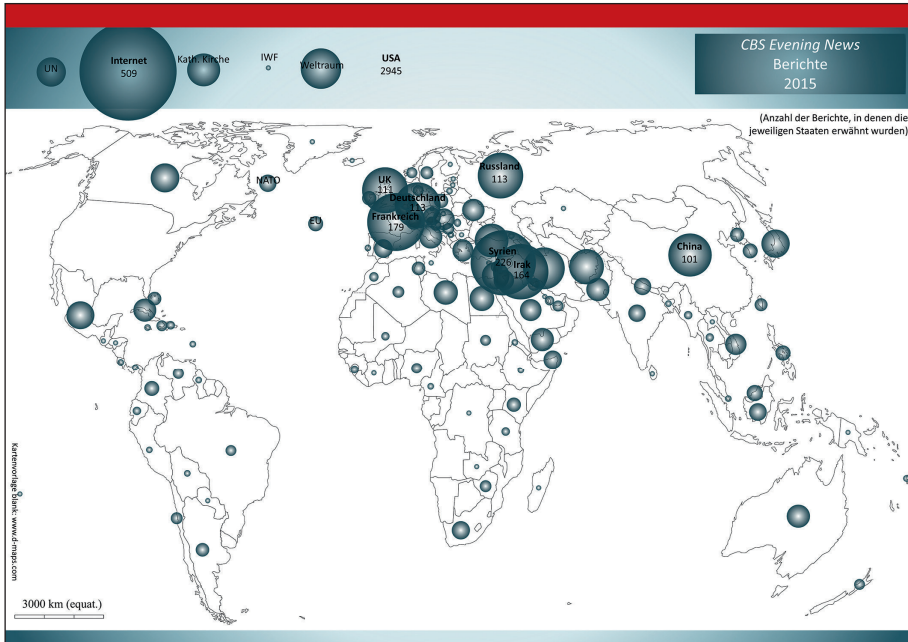 UN
Internet
509
Kath. Kirche
IWF
Weltraum
USA
2945
CBS Evening News
Berichte
2015
(Anzahl der Berichte, in denen die
jeweiligen Staaten erwähnt wurden)
NATO
EU
UK
111
Deutschland
113
Frankreich
179
Russland
113
Syrien
226
Irak
164
China
101
Kartenvorlage blank: www.d-maps.com
3000 km (equat.)